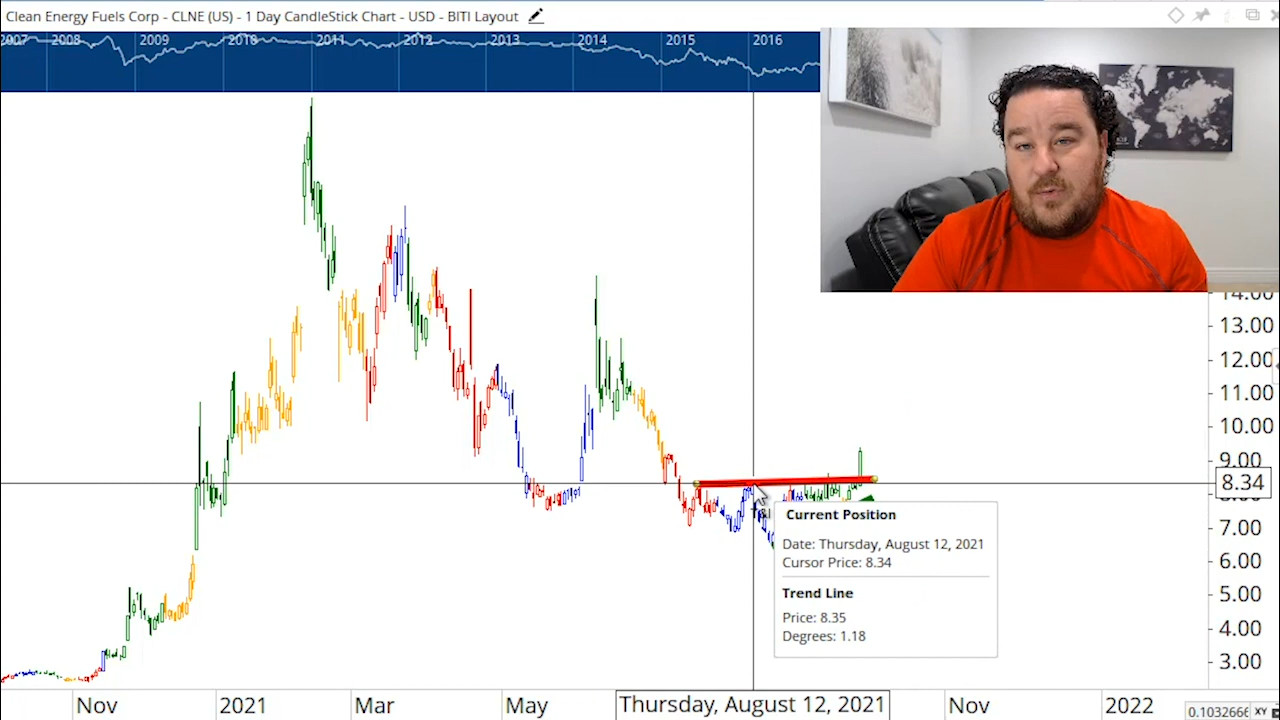 Clean Energy Fuels Corp - CLNE (US) - 1 Day CandleStick Chart - USD - BITI Layout
2007 2008 2009 2010 2011 2012 2013 2014 2015 2016
14.00
13.00
12.00
11.00
10.00
9.00
8.34
8.00
7.00
6.00
5.00
4.00
3.00
Current Position
Date: Thursday, August 12, 2021
Cursor Price: 8.34
Trend Line
Price: 8.35
Degrees: 1.18
Nov 2021 Mar May Thursday, August 12, 2021 Nov 2022
0.1032666 XY